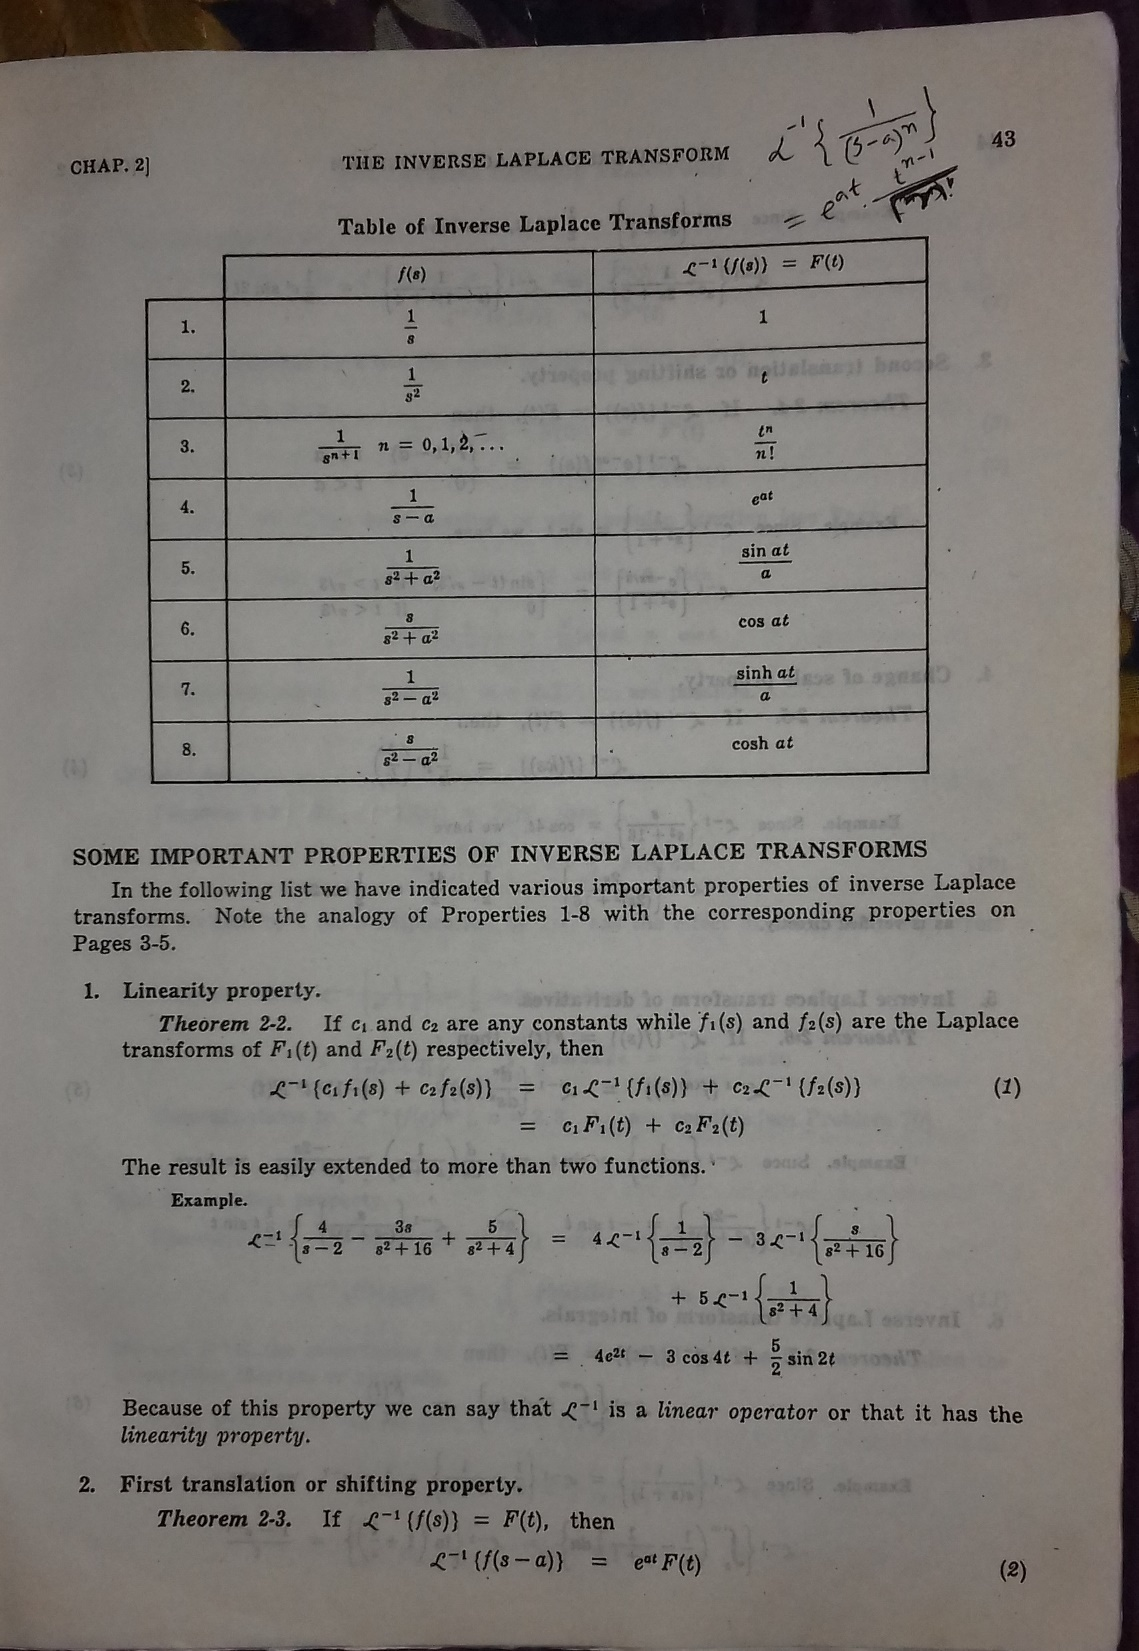 CHAP. 2]
THE INVERSE LAPLACE TRANSFORM
43
ℒ⁻¹ { 1/(s-a)ⁿ }
= eᵃᵗ · tⁿ⁻¹/
Table of Inverse Laplace Transforms
f(s) ℒ⁻¹{f(s)} = F(t)
1. 1/s 1
2. 1/s² t
3. 1/sⁿ⁺¹ n = 0, 1, 2, ... tⁿ/n!
4. 1/(s − a) eᵃᵗ
5. 1/(s² + a²) sin at/a
6. s/(s² + a²) cos at
7. 1/(s² − a²) sinh at/a
8. s/(s² − a²) cosh at
SOME IMPORTANT PROPERTIES OF INVERSE LAPLACE TRANSFORMS
In the following list we have indicated various important properties of inverse Laplace
transforms. Note the analogy of Properties 1-8 with the corresponding properties on
Pages 3-5.
1. Linearity property.
Theorem 2-2. If c₁ and c₂ are any constants while f₁(s) and f₂(s) are the Laplace
transforms of F₁(t) and F₂(t) respectively, then
ℒ⁻¹{c₁f₁(s) + c₂f₂(s)} = c₁ℒ⁻¹{f₁(s)} + c₂ℒ⁻¹{f₂(s)} (1)
= c₁F₁(t) + c₂F₂(t)
The result is easily extended to more than two functions.
Example.
ℒ⁻¹{4/(s − 2) − 3s/(s² + 16) + 5/(s² + 4)} = 4ℒ⁻¹{1/(s − 2)} − 3ℒ⁻¹{s/(s² + 16)}
+ 5ℒ⁻¹{1/(s² + 4)}
= 4e²ᵗ − 3 cos 4t + 5/2 sin 2t
Because of this property we can say that ℒ⁻¹ is a linear operator or that it has the
linearity property.
2. First translation or shifting property.
Theorem 2-3. If ℒ⁻¹{f(s)} = F(t), then
ℒ⁻¹{f(s − a)} = eᵃᵗ F(t) (2)